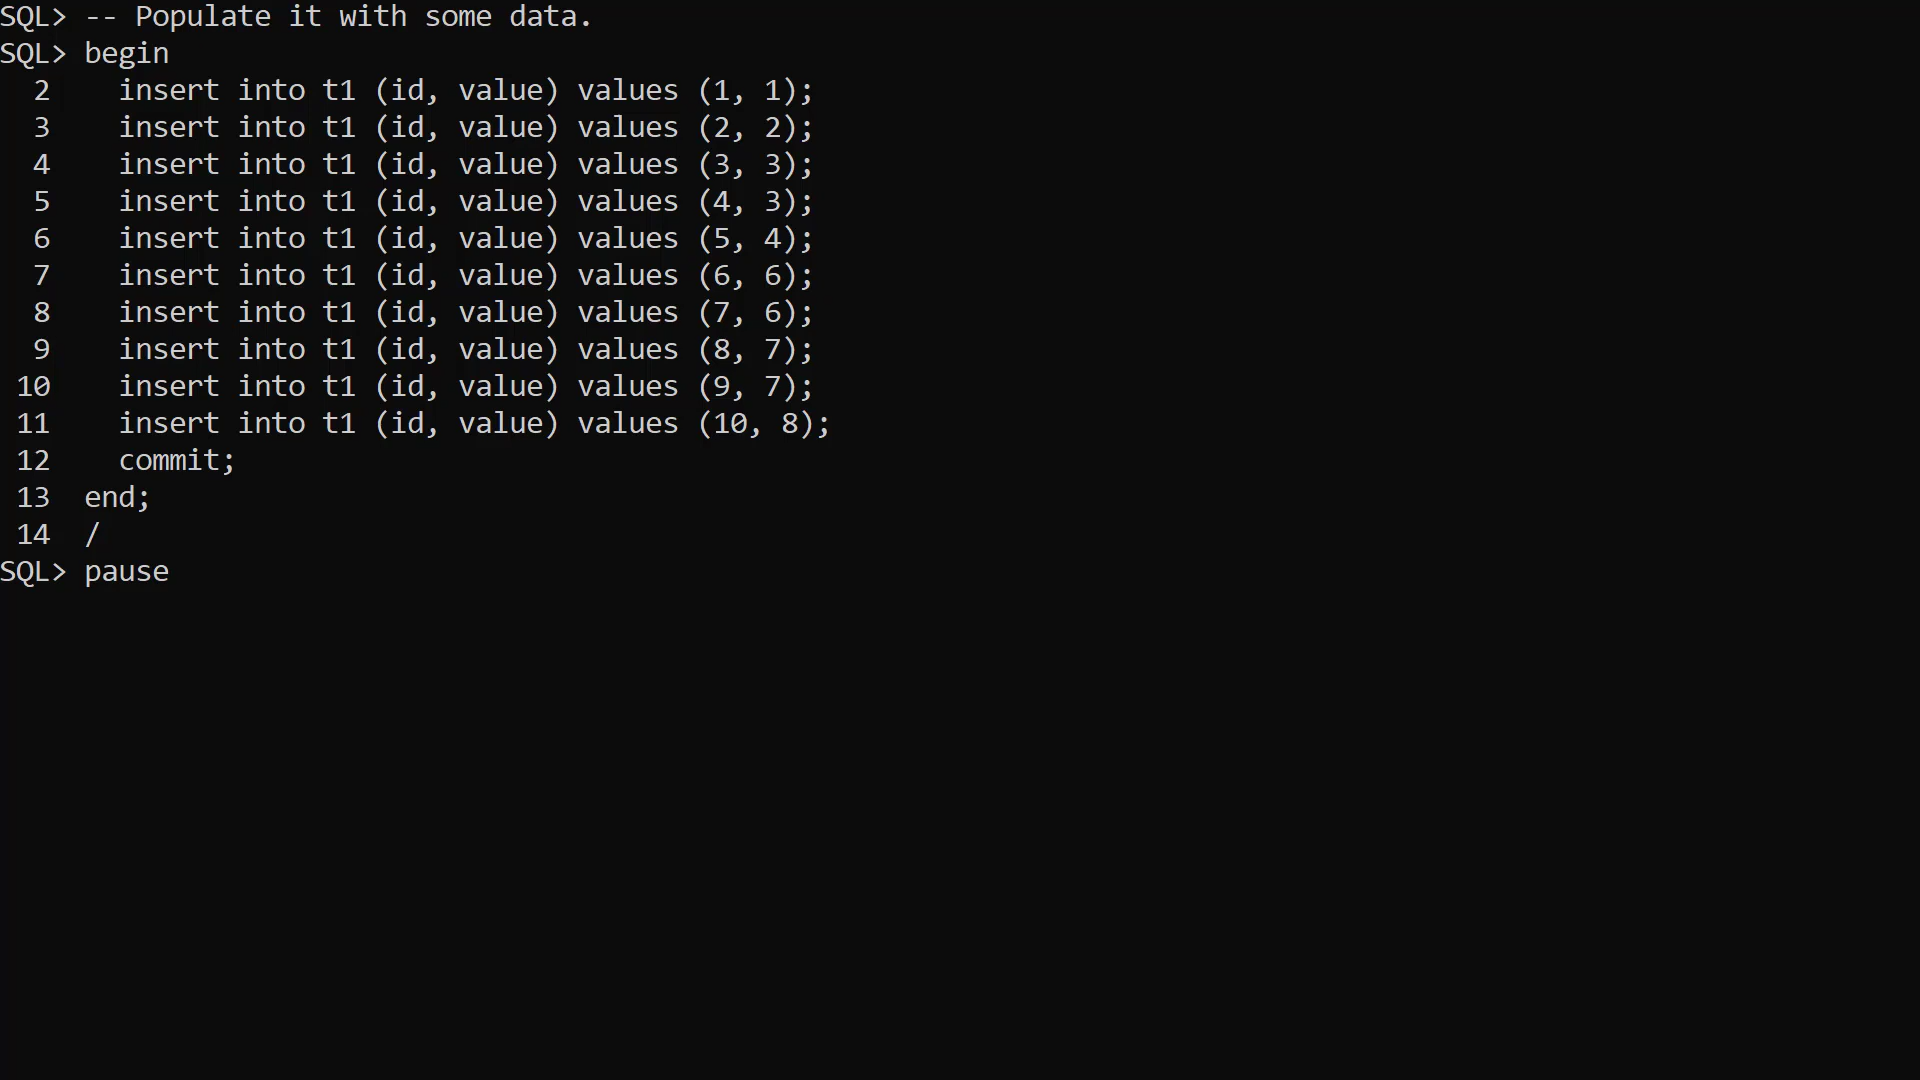 SQL> -- Populate it with some data.
SQL> begin
  2    insert into t1 (id, value) values (1, 1);
  3    insert into t1 (id, value) values (2, 2);
  4    insert into t1 (id, value) values (3, 3);
  5    insert into t1 (id, value) values (4, 3);
  6    insert into t1 (id, value) values (5, 4);
  7    insert into t1 (id, value) values (6, 6);
  8    insert into t1 (id, value) values (7, 6);
  9    insert into t1 (id, value) values (8, 7);
 10    insert into t1 (id, value) values (9, 7);
 11    insert into t1 (id, value) values (10, 8);
 12    commit;
 13  end;
 14  /
SQL> pause